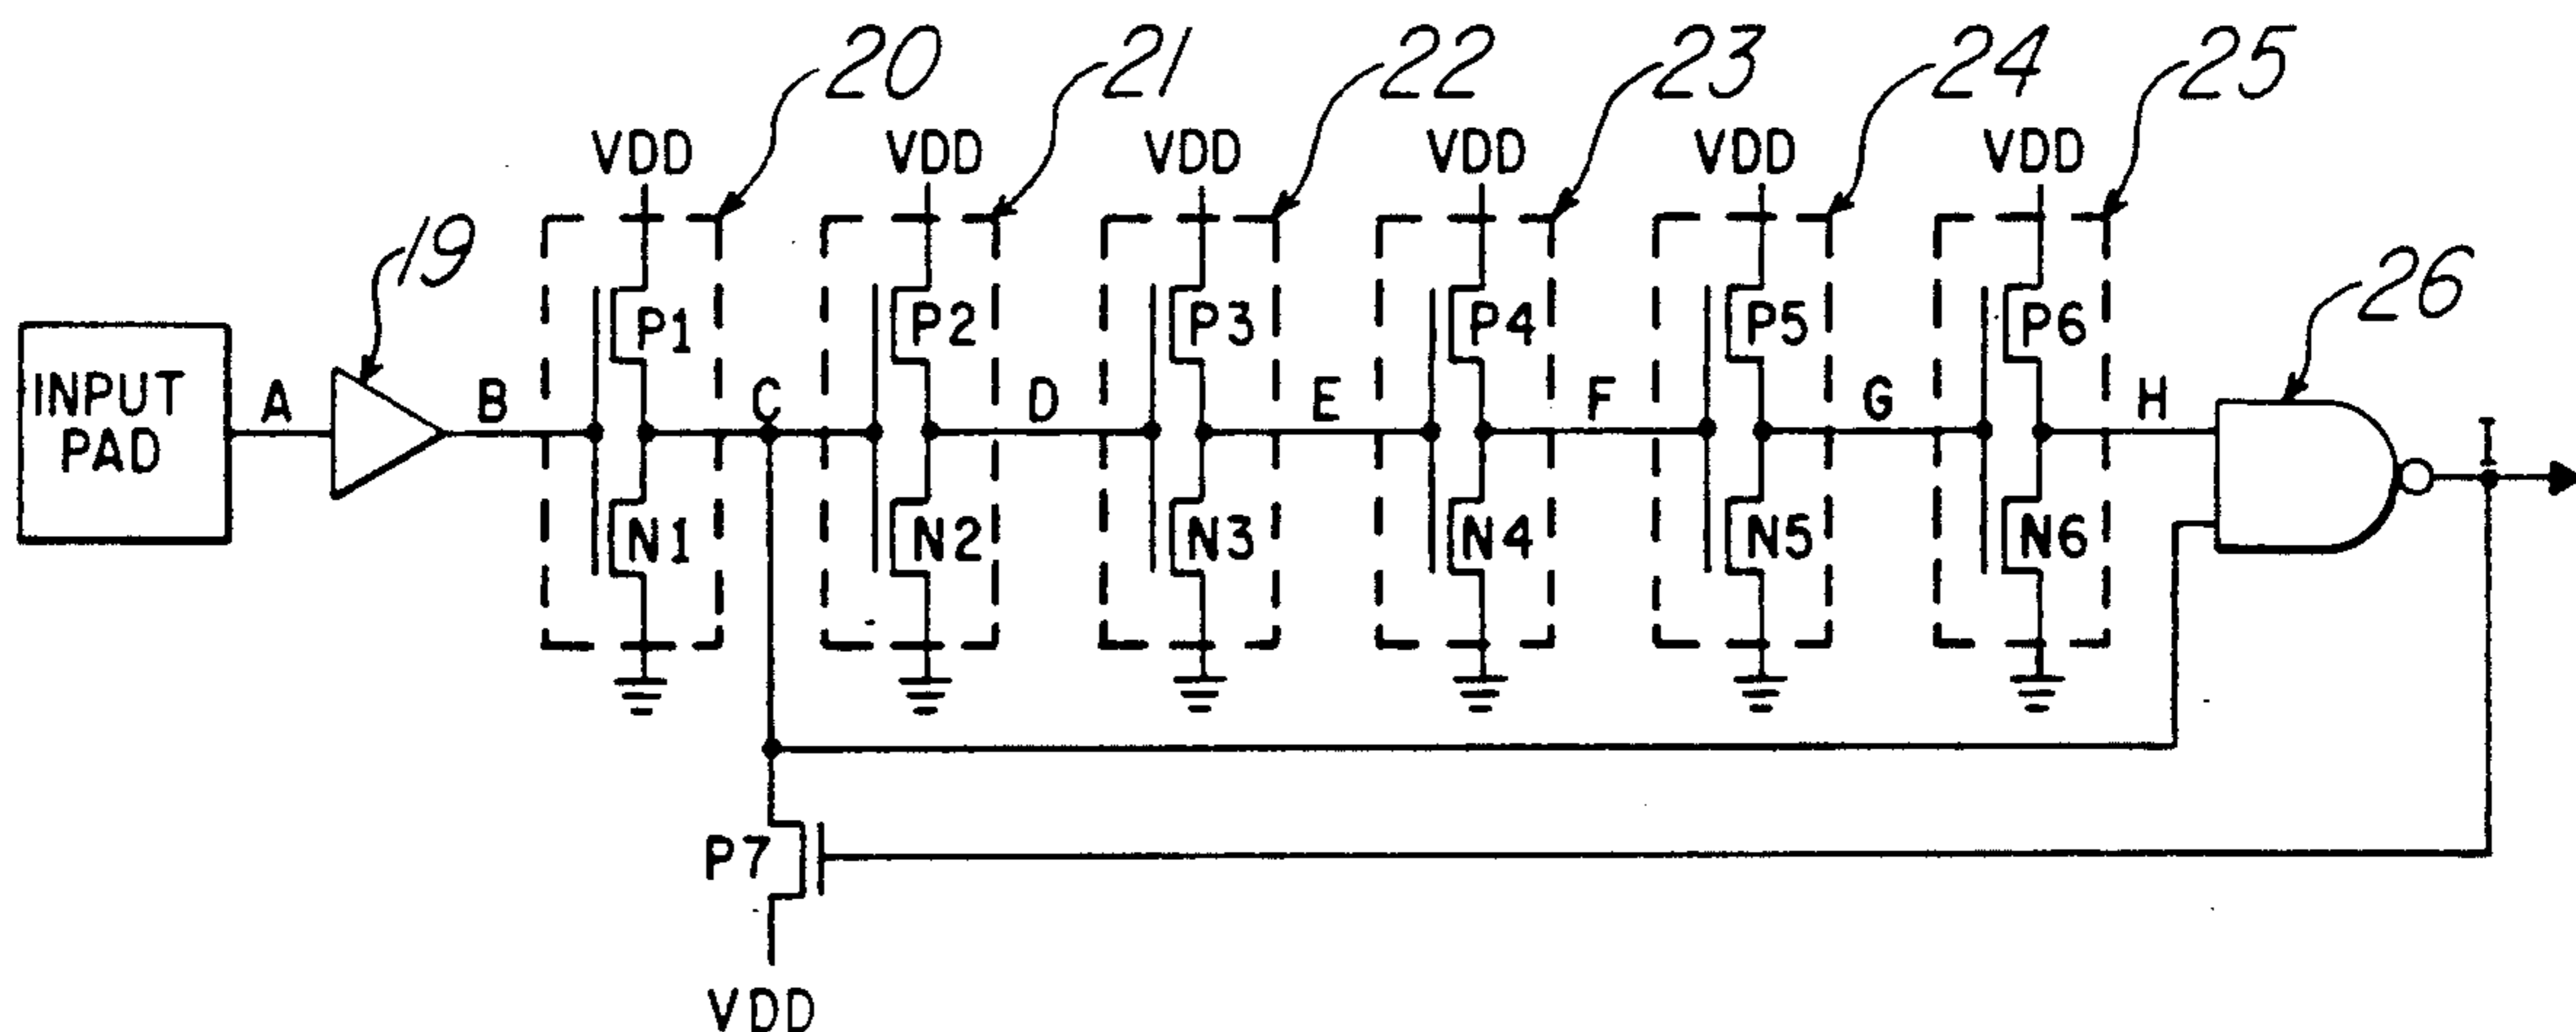 20 21 22 23 24 25
VDD VDD VDD VDD VDD VDD
19
26
P1 P2 P3 P4 P5 P6
INPUT
PAD
A B C D E F G H I
N1 N2 N3 N4 N5 N6
P7
VDD